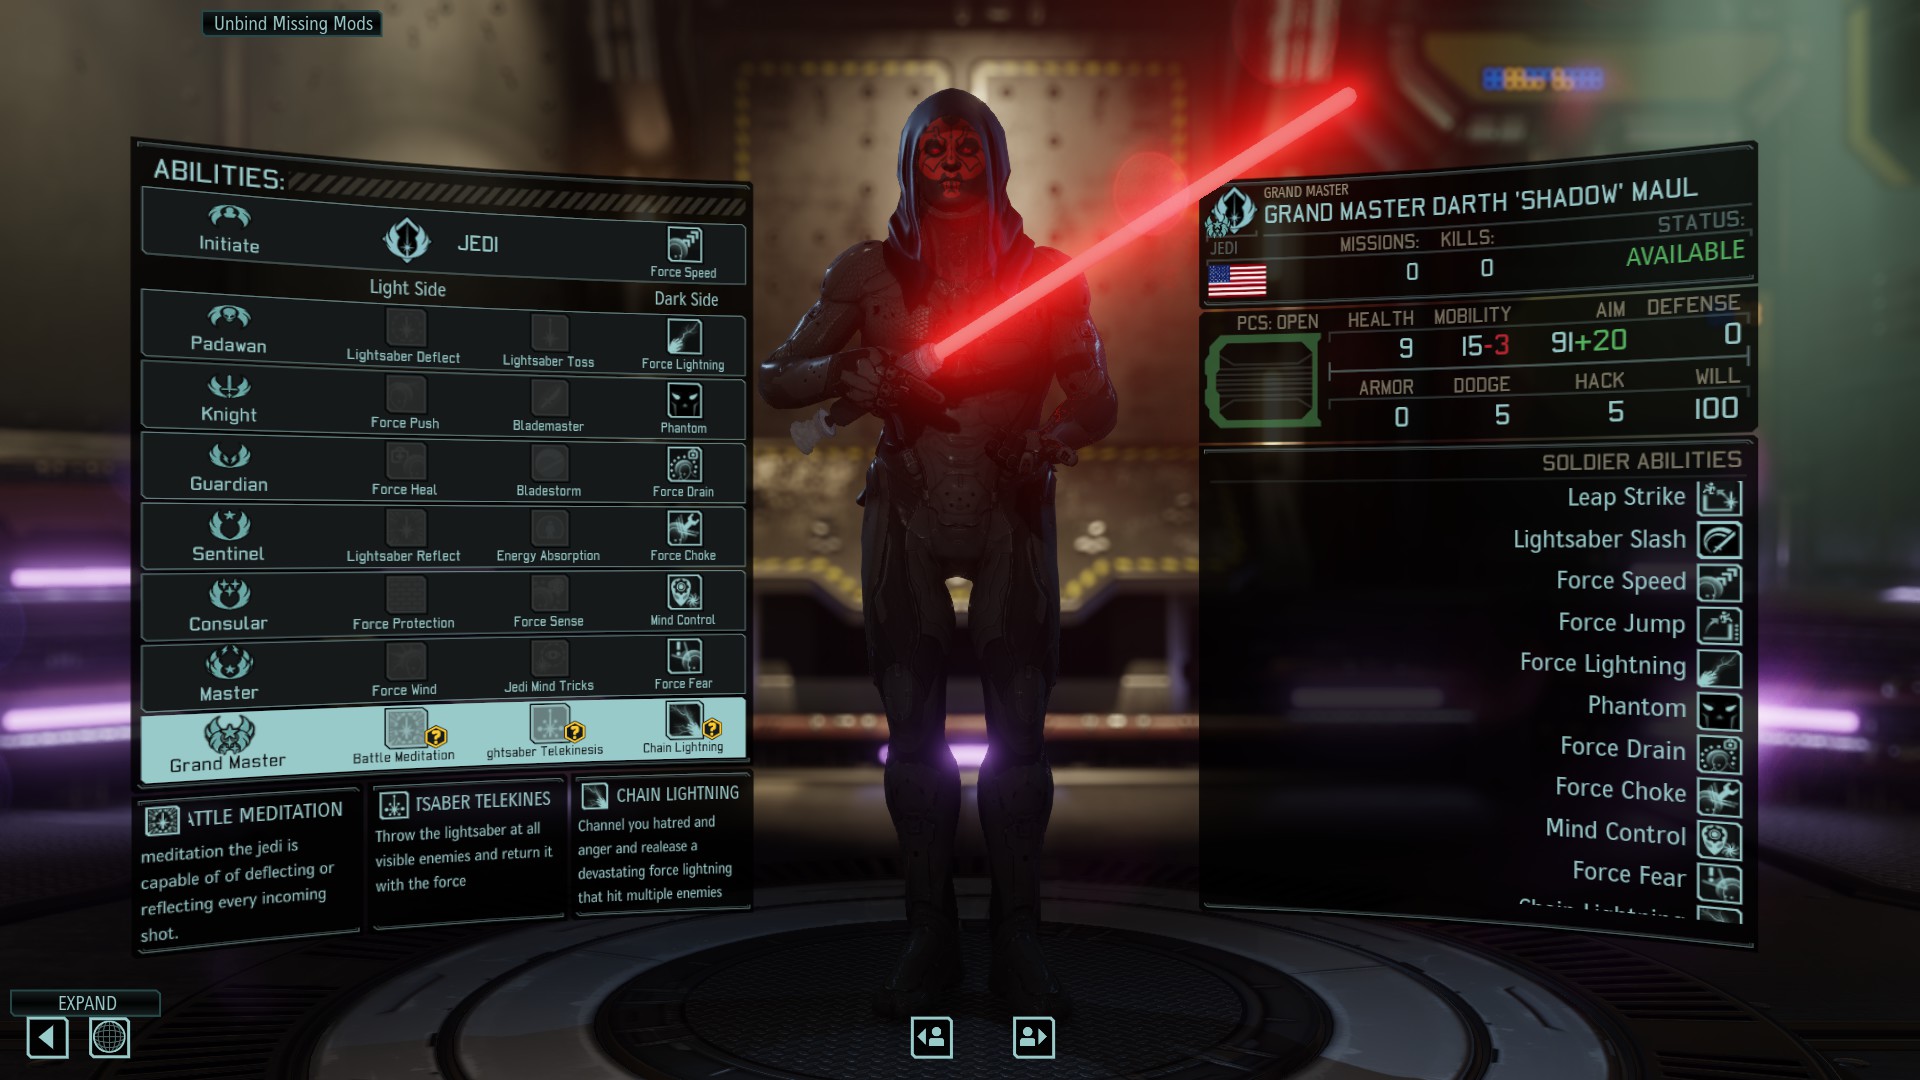 Unbind Missing Mods
ABILITIES:
Initiate
JEDI
Force Speed
Light Side
Dark Side
Padawan
Lightsaber Deflect
Lightsaber Toss
Force Lightning
Knight
Force Push
Blademaster
Phantom
Guardian
Force Heal
Bladestorm
Force Drain
Sentinel
Lightsaber Reflect
Energy Absorption
Force Choke
Consular
Force Protection
Force Sense
Mind Control
Master
Force Wind
Jedi Mind Tricks
Force Fear
Grand Master
Battle Meditation
ghtsaber Telekinesis
Chain Lightning
ATTLE MEDITATION
meditation the jedi is
capable of of deflecting or
reflecting every incoming
shot.
TSABER TELEKINES
Throw the lightsaber at all
visible enemies and return it
with the force
CHAIN LIGHTNING
Channel you hatred and
anger and realease a
devastating force lightning
that hit multiple enemies
EXPAND
GRAND MASTER
GRAND MASTER DARTH 'SHADOW' MAUL
JEDI
MISSIONS:
0
KILLS:
0
STATUS:
AVAILABLE
PCS: OPEN
HEALTH
9
MOBILITY
15-3
AIM
91+20
DEFENSE
0
ARMOR
0
DODGE
5
HACK
5
WILL
100
SOLDIER ABILITIES
Leap Strike
Lightsaber Slash
Force Speed
Force Jump
Force Lightning
Phantom
Force Drain
Force Choke
Mind Control
Force Fear
Chain Lightning